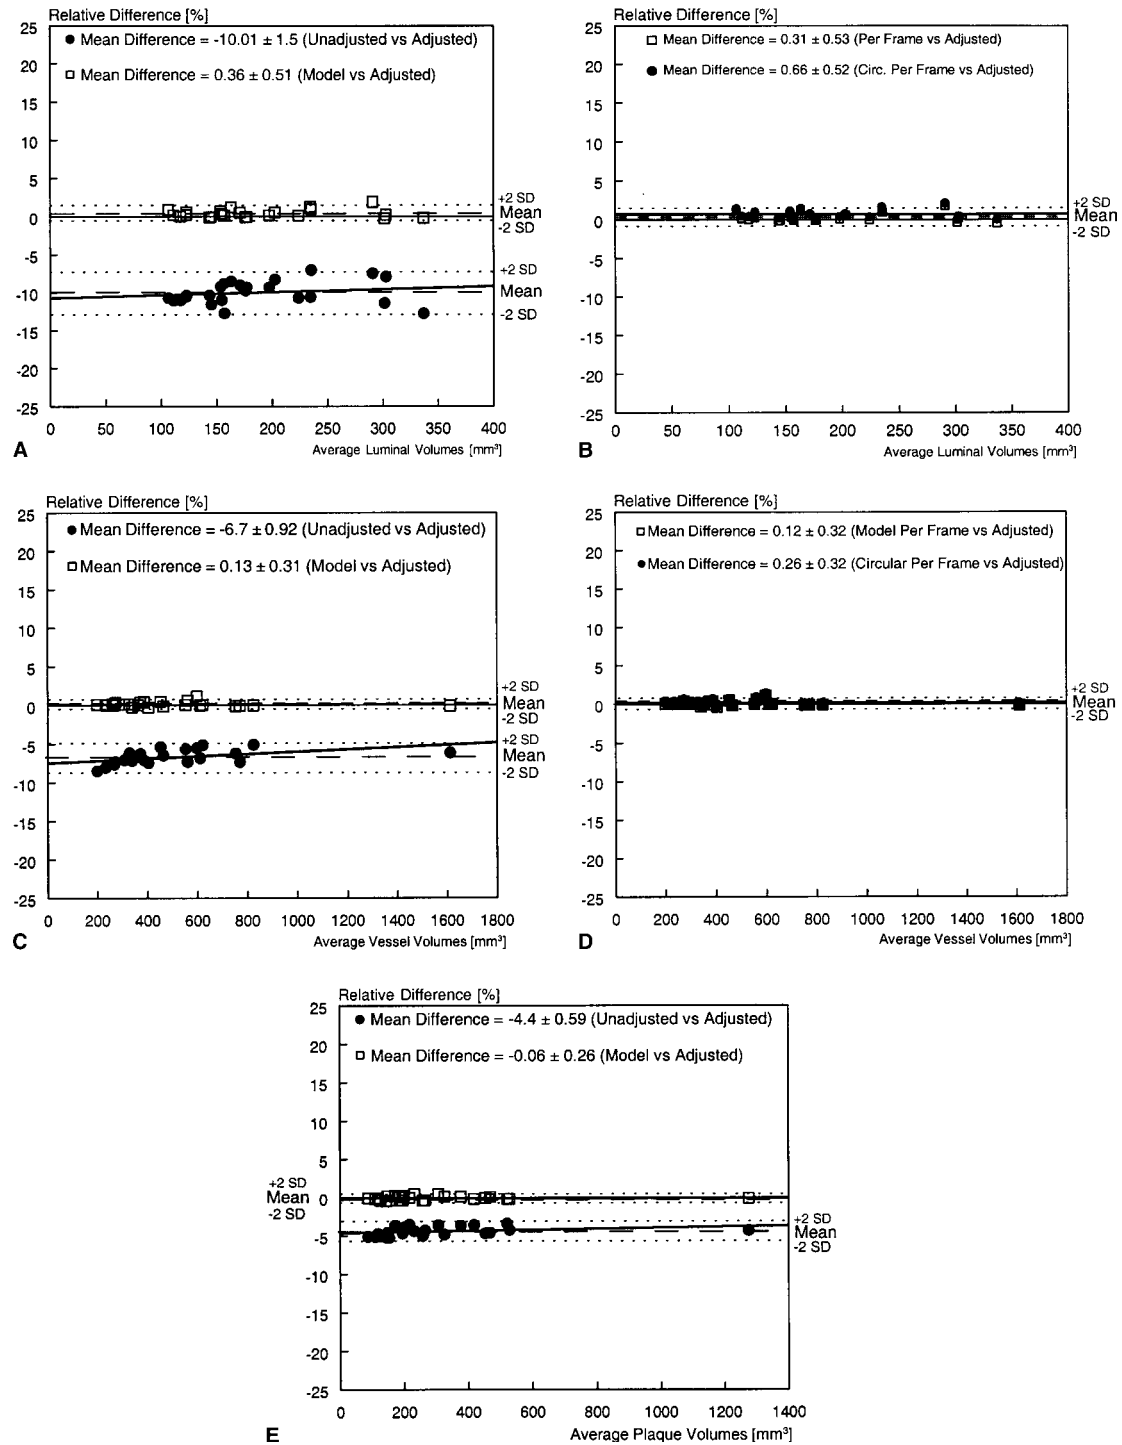 Relative Difference [%]
25
● Mean Difference = -10.01 ± 1.5 (Unadjusted vs Adjusted)
20
□ Mean Difference = 0.36 ± 0.51 (Model vs Adjusted)
15
10
5
+2 SD
0
Mean
-2 SD
-5
+2 SD
-10
Mean
-2 SD
-15
-20
-25
0 50 100 150 200 250 300 350 400
A
Average Luminal Volumes [mm³]
Relative Difference [%]
25
□ Mean Difference = 0.31 ± 0.53 (Per Frame vs Adjusted)
20
● Mean Difference = 0.66 ± 0.52 (Circ. Per Frame vs Adjusted)
15
10
5
+2 SD
0
Mean
-2 SD
-5
-10
-15
-20
-25
0 50 100 150 200 250 300 350 400
B
Average Luminal Volumes [mm³]
Relative Difference [%]
25
● Mean Difference = -6.7 ± 0.92 (Unadjusted vs Adjusted)
20
□ Mean Difference = 0.13 ± 0.31 (Model vs Adjusted)
15
10
5
+2 SD
0
Mean
-2 SD
-5
+2 SD
Mean
-2 SD
-10
-15
-20
-25
0 200 400 600 800 1000 1200 1400 1600 1800
C
Average Vessel Volumes [mm³]
Relative Difference [%]
25
□ Mean Difference = 0.12 ± 0.32 (Model Per Frame vs Adjusted)
20
● Mean Difference = 0.26 ± 0.32 (Circular Per Frame vs Adjusted)
15
10
5
+2 SD
0
Mean
-2 SD
-5
-10
-15
-20
-25
0 200 400 600 800 1000 1200 1400 1600 1800
D
Average Vessel Volumes [mm³]
Relative Difference [%]
25
● Mean Difference = -4.4 ± 0.59 (Unadjusted vs Adjusted)
20
□ Mean Difference = -0.06 ± 0.26 (Model vs Adjusted)
15
10
5
+2 SD
Mean 0
-2 SD
+2 SD
-5
Mean
-2 SD
-10
-15
-20
-25
0 200 400 600 800 1000 1200 1400
E
Average Plaque Volumes [mm³]